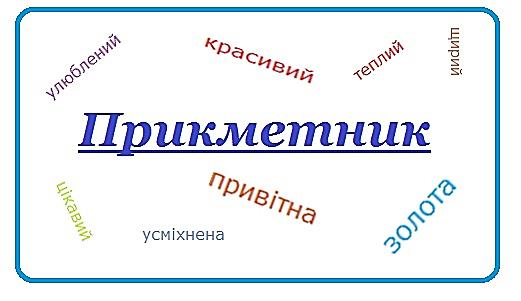 улюблений
красивий
теплий
щирий
Прикметник
цікавий
усміхнена
привітна
золота